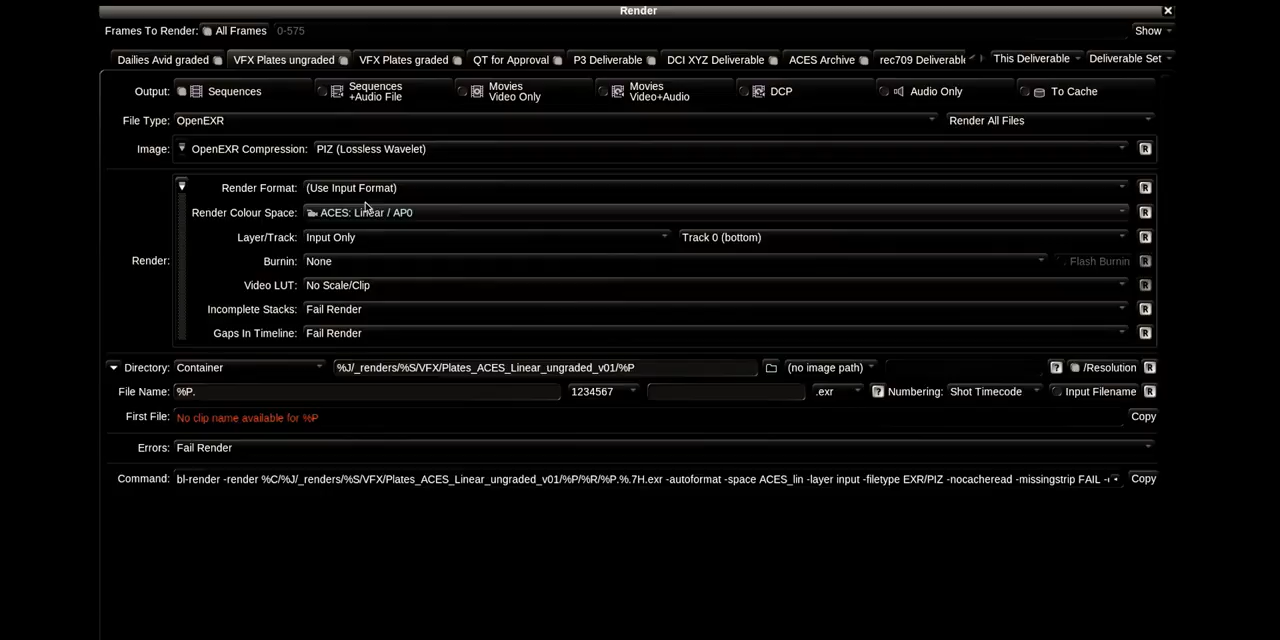 Render
Frames To Render: All Frames 0-575 Show
Dailies Avid graded VFX Plates ungraded VFX Plates graded QT for Approval P3 Deliverable DCI XYZ Deliverable ACES Archive rec709 Deliverable This Deliverable Deliverable Set
Output: Sequences Sequences +Audio File Movies Video Only Movies Video+Audio DCP Audio Only To Cache
File Type: OpenEXR Render All Files
Image: OpenEXR Compression: PIZ (Lossless Wavelet) R
Render Format: (Use Input Format) R
Render Colour Space: ACES: Linear / AP0 R
Layer/Track: Input Only Track 0 (bottom) R
Render: Burnin: None Flash Burnin R
Video LUT: No Scale/Clip R
Incomplete Stacks: Fail Render R
Gaps In Timeline: Fail Render R
Directory: Container %J/_renders/%S/VFX/Plates_ACES_Linear_ungraded_v01/%P (no image path) ? /Resolution R
File Name: %P. 1234567 .exr ? Numbering: Shot Timecode Input Filename R
First File: No clip name available for %P Copy
Errors: Fail Render
Command: bl-render -render %C/%J/_renders/%S/VFX/Plates_ACES_Linear_ungraded_v01/%P/%R/%P.%.7H.exr -autoformat -space ACES_lin -layer input -filetype EXR/PIZ -nocacheread -missingstrip FAIL Copy